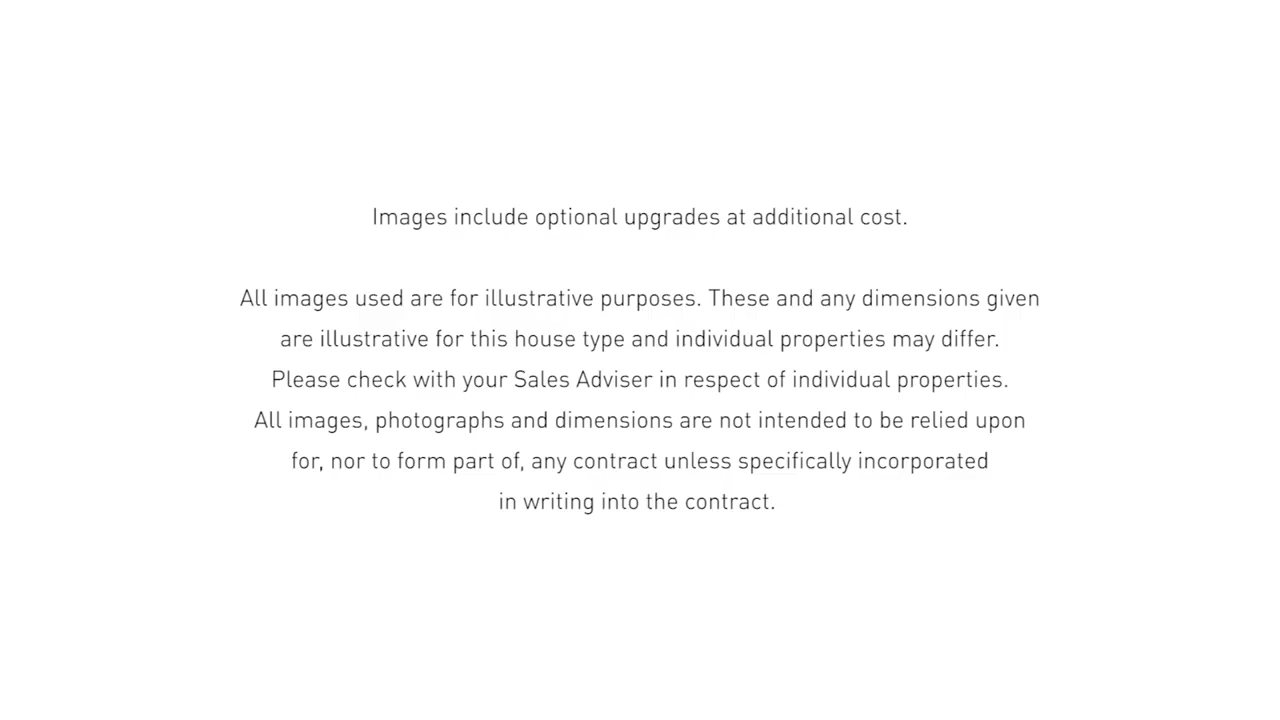 Images include optional upgrades at additional cost.
All images used are for illustrative purposes. These and any dimensions given
are illustrative for this house type and individual properties may differ.
Please check with your Sales Adviser in respect of individual properties.
All images, photographs and dimensions are not intended to be relied upon
for, nor to form part of, any contract unless specifically incorporated
in writing into the contract.